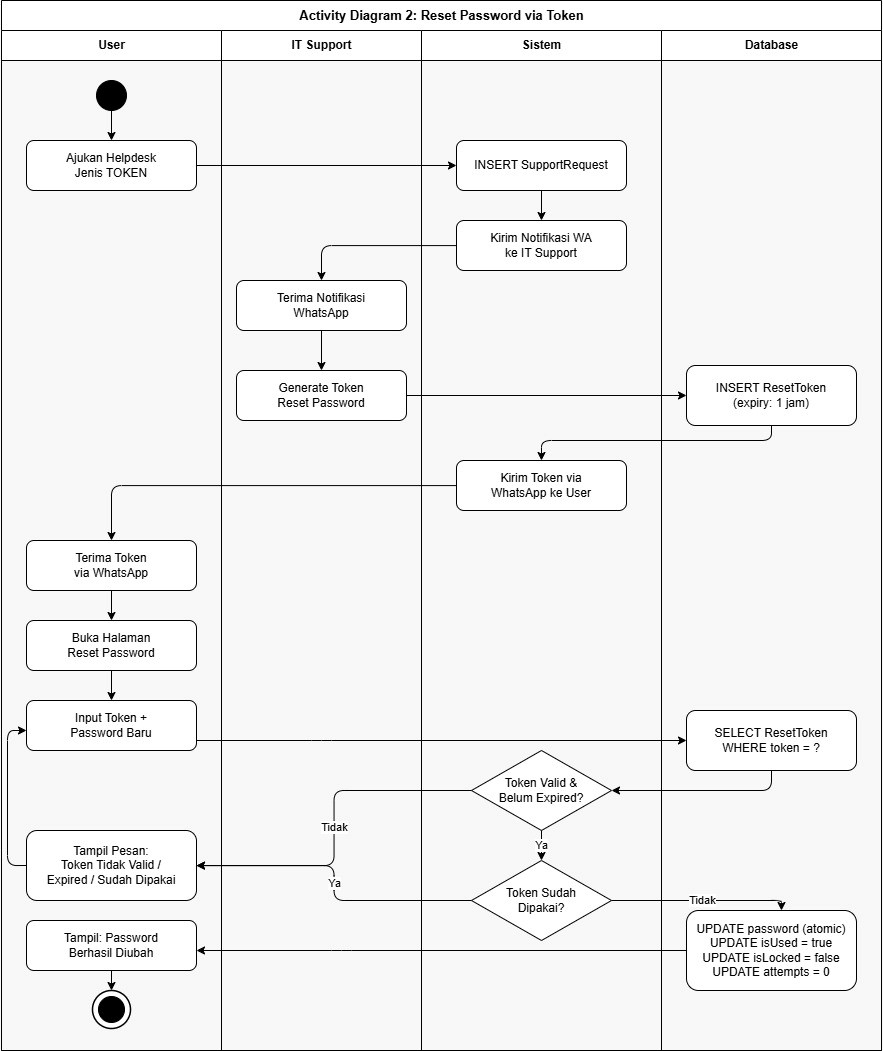 Activity Diagram 2: Reset Password via Token
User
IT Support
Sistem
Database
Ajukan Helpdesk
Jenis TOKEN
INSERT SupportRequest
Kirim Notifikasi WA
ke IT Support
Terima Notifikasi
WhatsApp
Generate Token
Reset Password
INSERT ResetToken
(expiry: 1 jam)
Kirim Token via
WhatsApp ke User
Terima Token
via WhatsApp
Buka Halaman
Reset Password
Input Token +
Password Baru
SELECT ResetToken
WHERE token = ?
Token Valid &
Belum Expired?
Tidak
Ya
Tampil Pesan:
Token Tidak Valid /
Expired / Sudah Dipakai
Ya
Token Sudah
Dipakai?
Tidak
UPDATE password (atomic)
UPDATE isUsed = true
UPDATE isLocked = false
UPDATE attempts = 0
Tampil: Password
Berhasil Diubah